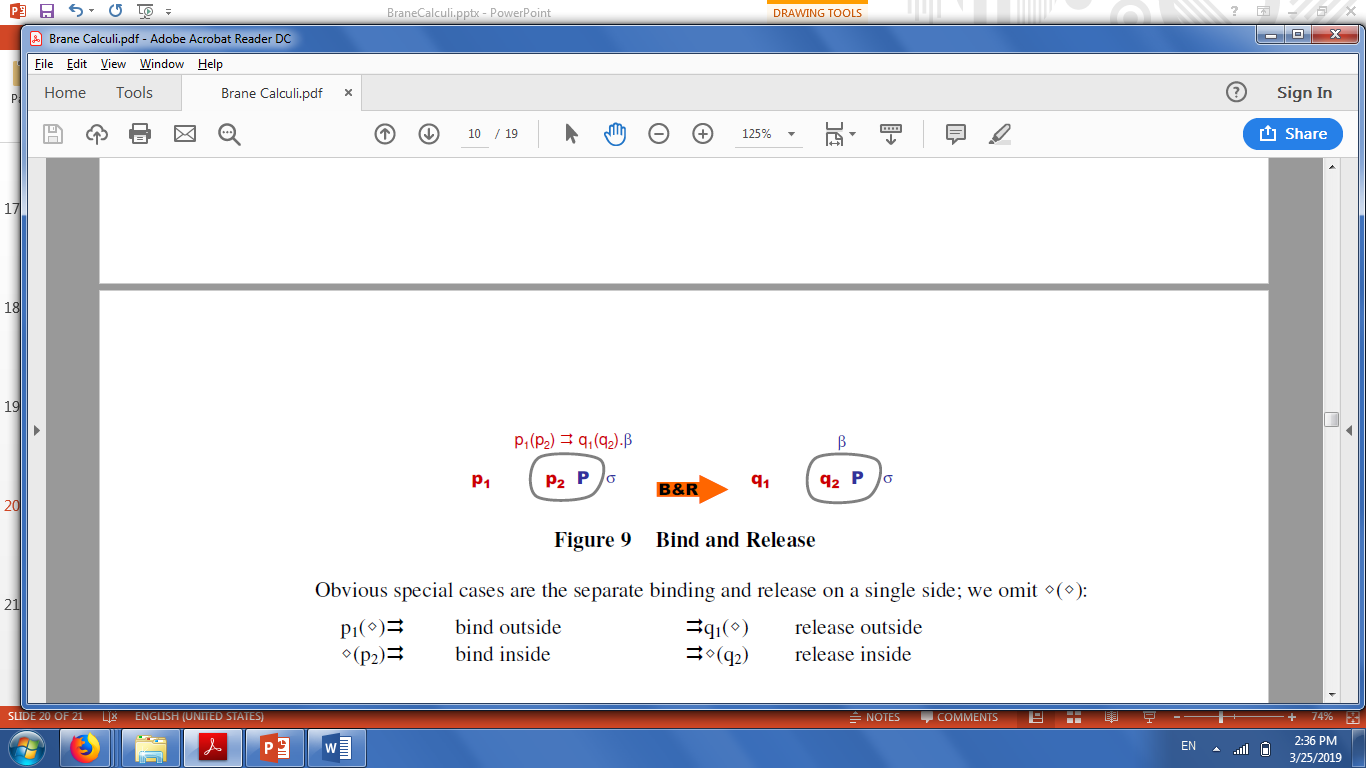 BraneCalculi.pptx - PowerPoint
DRAWING TOOLS
Brane Calculi.pdf - Adobe Acrobat Reader DC
File Edit View Window Help
Home Tools Brane Calculi.pdf × ? Sign In
10 / 19 125% Share
17
18
19
20
21
p₁(p₂) ⇉ q₁(q₂).β
β
p₁ p₂ P σ B&R q₁ q₂ P σ
Figure 9 Bind and Release
Obvious special cases are the separate binding and release on a single side; we omit ⋄(⋄):
p₁(⋄)⇉ bind outside ⇉q₁(⋄) release outside
⋄(p₂)⇉ bind inside ⇉⋄(q₂) release inside
SLIDE 20 OF 21 ENGLISH (UNITED STATES) NOTES COMMENTS 74%
EN 2:36 PM
3/25/2019